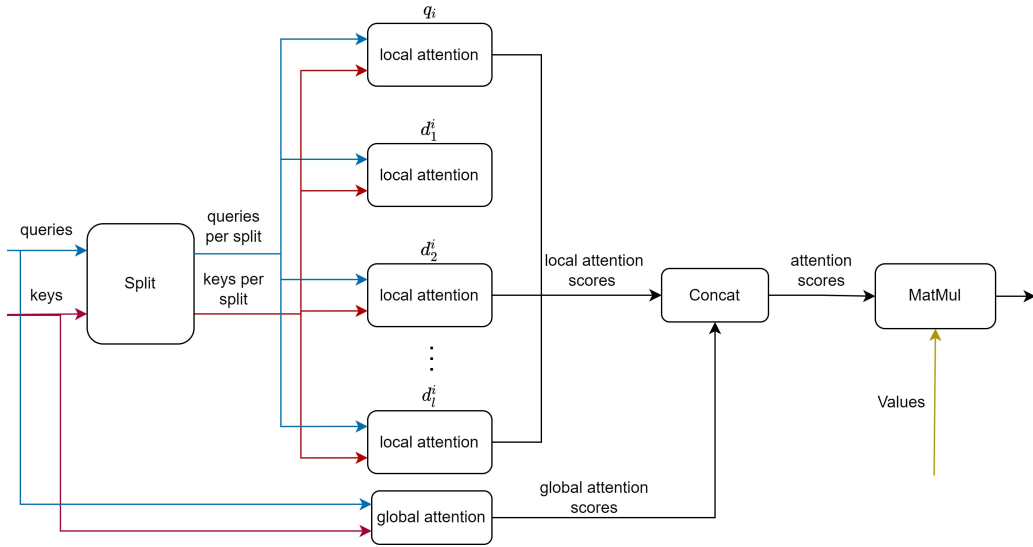 q_i
local attention
d_1^i
local attention
queries
queries
per split
d_2^i
local attention
Split
keys
keys per
split
local attention
scores
Concat
attention
scores
MatMul
⋮
d_l^i
local attention
Values
global attention
global attention
scores